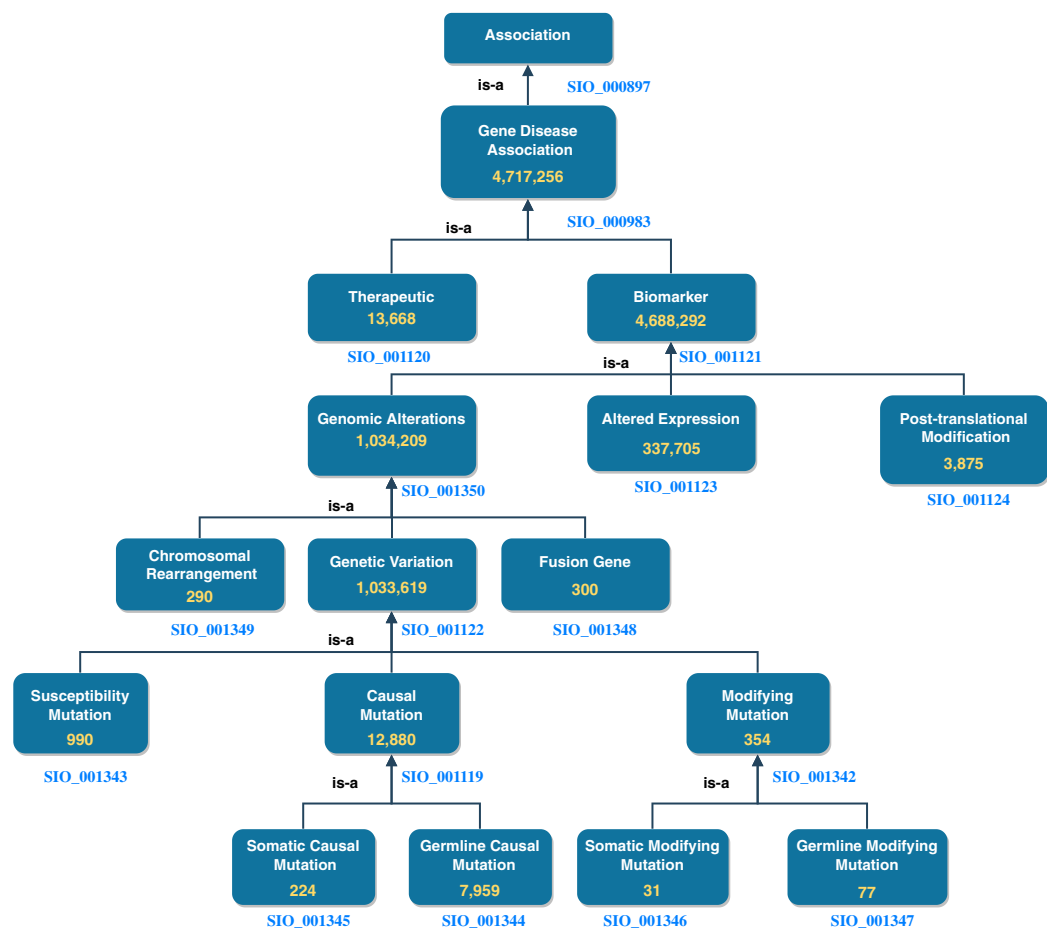 Association
is-a
SIO_000897
Gene Disease
Association
4,717,256
is-a
SIO_000983
Therapeutic
13,668
SIO_001120
Biomarker
4,688,292
SIO_001121
is-a
Genomic Alterations
1,034,209
SIO_001350
Altered Expression
337,705
SIO_001123
Post-translational
Modification
3,875
SIO_001124
is-a
Chromosomal
Rearrangement
290
SIO_001349
Genetic Variation
1,033,619
SIO_001122
Fusion Gene
300
SIO_001348
is-a
Susceptibility
Mutation
990
SIO_001343
Causal
Mutation
12,880
SIO_001119
Modifying
Mutation
354
SIO_001342
is-a
is-a
Somatic Causal
Mutation
224
SIO_001345
Germline Causal
Mutation
7,959
SIO_001344
Somatic Modifying
Mutation
31
SIO_001346
Germline Modifying
Mutation
77
SIO_001347